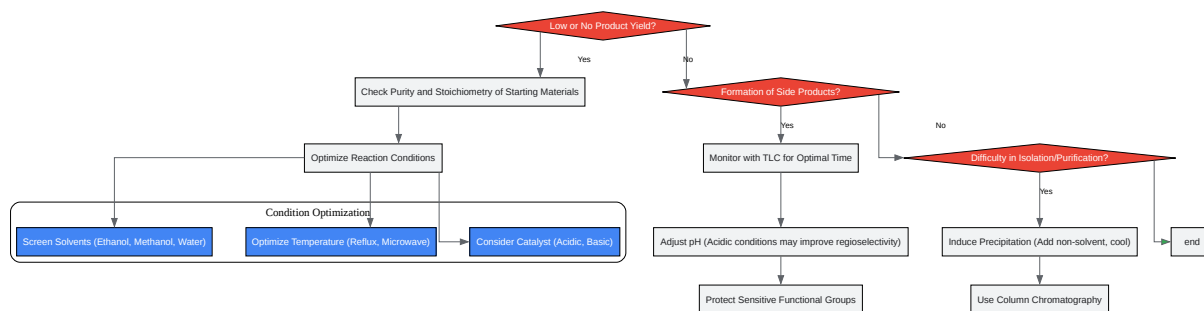 Low or No Product Yield?
Yes
No
Check Purity and Stoichiometry of Starting Materials
Formation of Side Products?
Yes
No
Optimize Reaction Conditions
Monitor with TLC for Optimal Time
Difficulty in Isolation/Purification?
Yes
Condition Optimization
Screen Solvents (Ethanol, Methanol, Water)
Optimize Temperature (Reflux, Microwave)
Consider Catalyst (Acidic, Basic)
Adjust pH (Acidic conditions may improve regioselectivity)
Induce Precipitation (Add non-solvent, cool)
end
Protect Sensitive Functional Groups
Use Column Chromatography